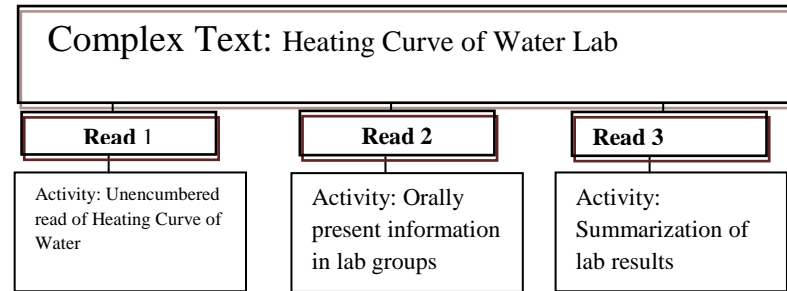 Complex Text: Heating Curve of Water Lab
Read 1
Read 2
Read 3
Activity: Unencumbered
read of Heating Curve of
Water
Activity: Orally
present information
in lab groups
Activity:
Summarization of
lab results